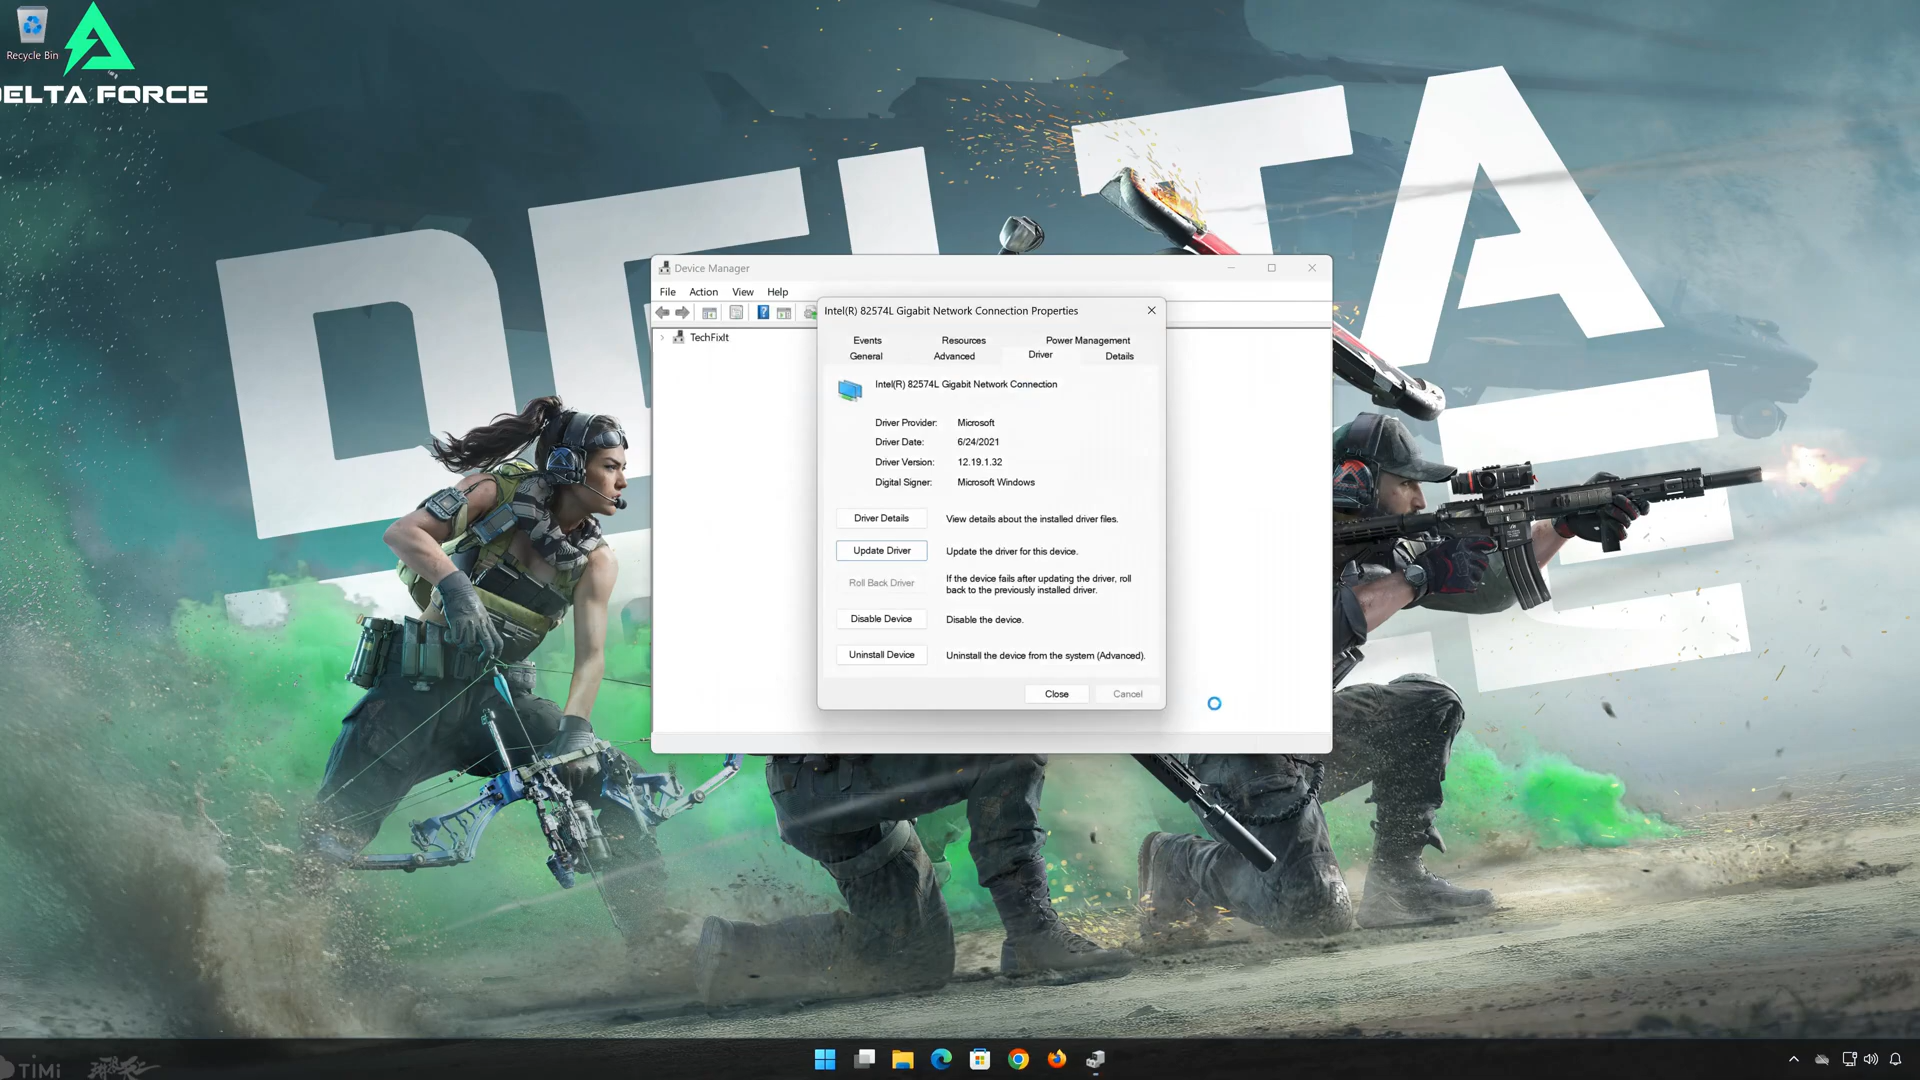 Recycle Bin
ELTA FORCE
DELTA
Device Manager
File Action View Help
TechFixIt
Intel(R) 82574L Gigabit Network Connection Properties
Events Resources Power Management
General Advanced Driver Details
Intel(R) 82574L Gigabit Network Connection
Driver Provider: Microsoft
Driver Date: 6/24/2021
Driver Version: 12.19.1.32
Digital Signer: Microsoft Windows
Driver Details View details about the installed driver files.
Update Driver Update the driver for this device.
Roll Back Driver If the device fails after updating the driver, roll
back to the previously installed driver.
Disable Device Disable the device.
Uninstall Device Uninstall the device from the system (Advanced).
Close Cancel
TiMi